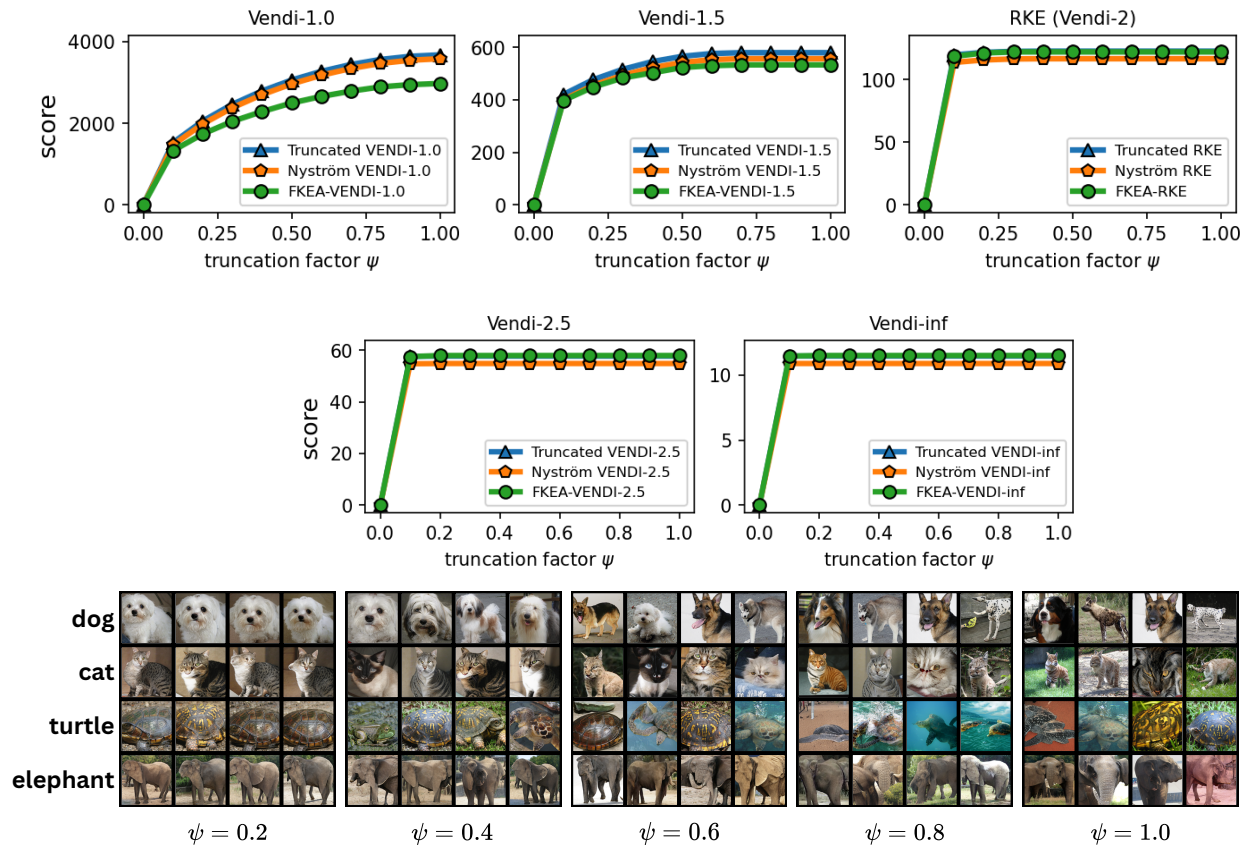 Vendi-1.0
Vendi-1.5
RKE (Vendi-2)
4000
2000
0
score
Truncated VENDI-1.0
Nyström VENDI-1.0
FKEA-VENDI-1.0
0.00 0.25 0.50 0.75 1.00
truncation factor ψ
600
400
200
0
Truncated VENDI-1.5
Nyström VENDI-1.5
FKEA-VENDI-1.5
0.00 0.25 0.50 0.75 1.00
truncation factor ψ
100
50
0
Truncated RKE
Nyström RKE
FKEA-RKE
0.00 0.25 0.50 0.75 1.00
truncation factor ψ
Vendi-2.5
Vendi-inf
60
40
20
0
score
Truncated VENDI-2.5
Nyström VENDI-2.5
FKEA-VENDI-2.5
0.0 0.2 0.4 0.6 0.8 1.0
truncation factor ψ
10
5
0
Truncated VENDI-inf
Nyström VENDI-inf
FKEA-VENDI-inf
0.0 0.2 0.4 0.6 0.8 1.0
truncation factor ψ
dog
cat
turtle
elephant
ψ = 0.2 ψ = 0.4 ψ = 0.6 ψ = 0.8 ψ = 1.0